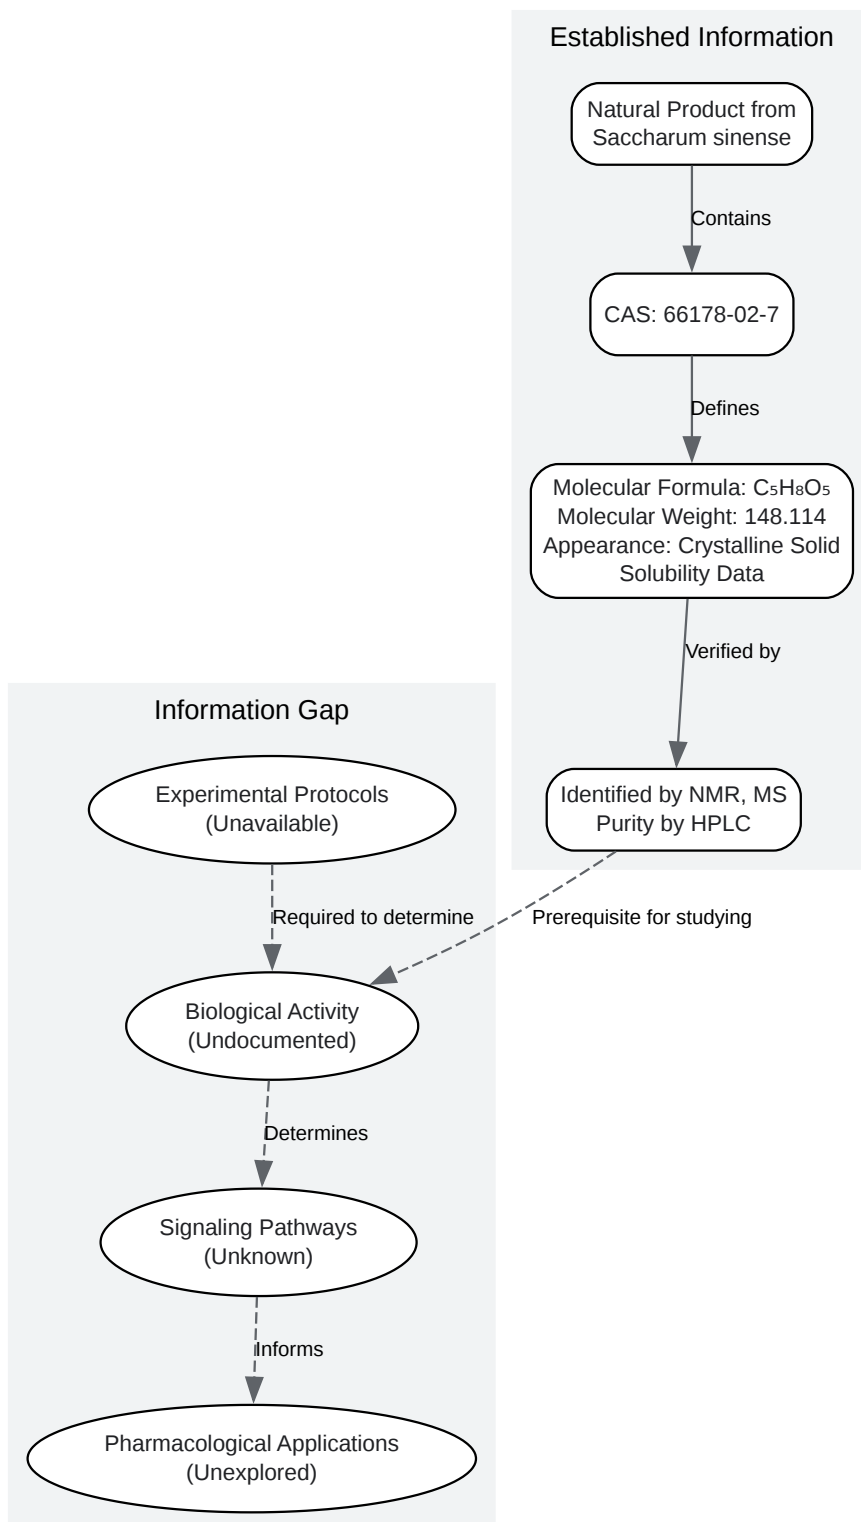 Established Information
Natural Product from
Saccharum sinense
Contains
CAS: 66178-02-7
Defines
Molecular Formula: C₅H₈O₅
Molecular Weight: 148.114
Appearance: Crystalline Solid
Solubility Data
Verified by
Identified by NMR, MS
Purity by HPLC
Prerequisite for studying
Information Gap
Experimental Protocols
(Unavailable)
Required to determine
Biological Activity
(Undocumented)
Determines
Signaling Pathways
(Unknown)
Informs
Pharmacological Applications
(Unexplored)